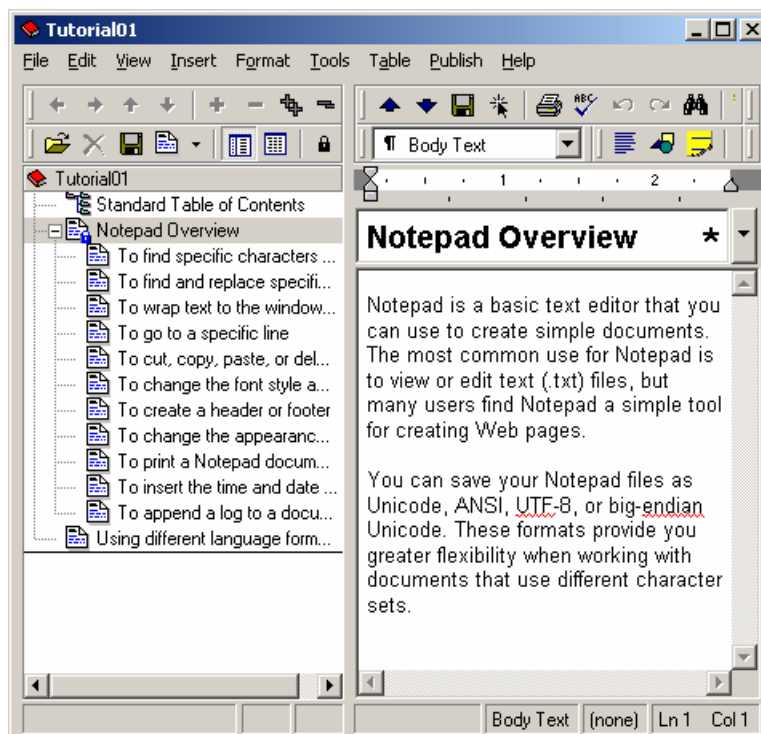 Tutorial01
File Edit View Insert Format Tools Table Publish Help
ABC
¶ Body Text
Tutorial01
1 2
Standard Table of Contents
Notepad Overview
To find specific characters ...
To find and replace specifi...
To wrap text to the window...
To go to a specific line
To cut, copy, paste, or del...
To change the font style a...
To create a header or footer
To change the appearanc...
To print a Notepad docum...
To insert the time and date ...
To append a log to a docu...
Using different language form...
Notepad Overview *
Notepad is a basic text editor that you
can use to create simple documents.
The most common use for Notepad is
to view or edit text (.txt) files, but
many users find Notepad a simple tool
for creating Web pages.
You can save your Notepad files as
Unicode, ANSI, UTF-8, or big-endian
Unicode. These formats provide you
greater flexibility when working with
documents that use different character
sets.
Body Text (none) Ln 1 Col 1